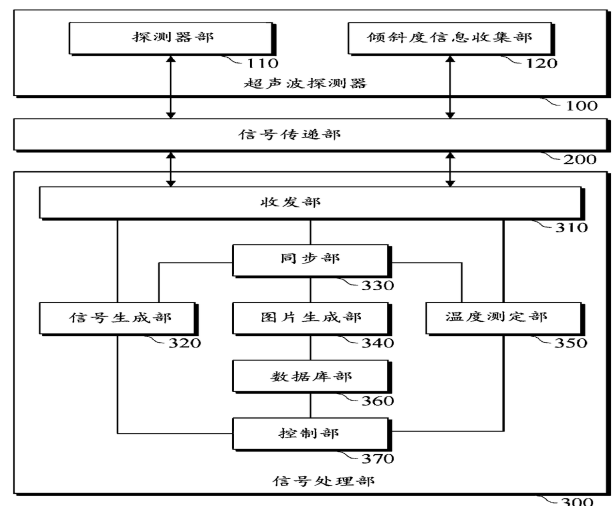 探测器部
110
倾斜度信息收集部
120
超声波探测器
100
信号传递部
200
收发部
310
同步部
330
信号生成部
320
图片生成部
340
温度测定部
350
数据库部
360
控制部
370
信号处理部
300